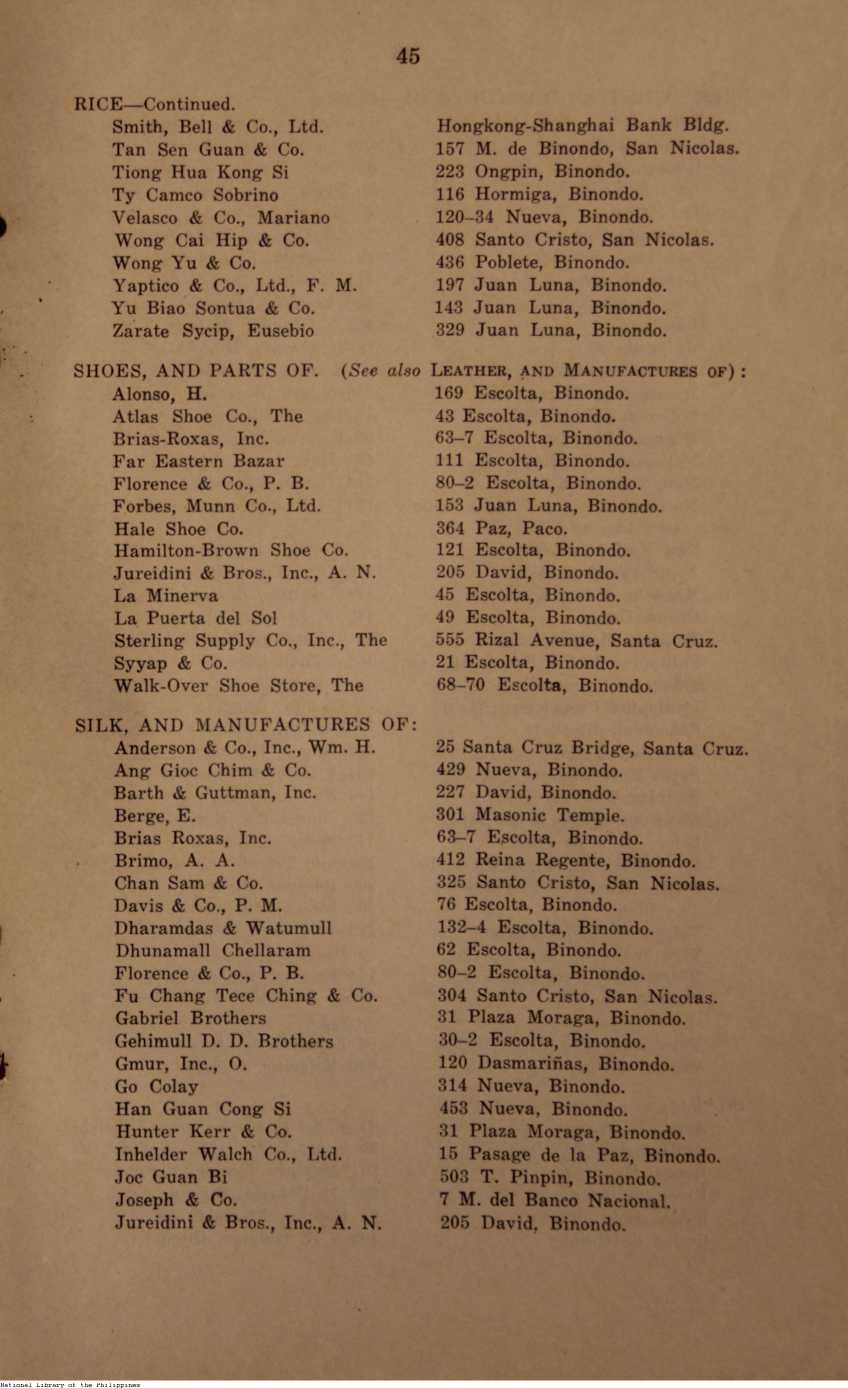 45
RICE—Continued.
Smith, Bell & Co., Ltd. Hongkong-Shanghai Bank Bldg.
Tan Sen Guan & Co. 157 M. de Binondo, San Nicolas.
Tiong Hua Kong Si 223 Ongpin, Binondo.
Ty Camco Sobrino 116 Hormiga, Binondo.
Velasco & Co., Mariano 120–34 Nueva, Binondo.
Wong Cai Hip & Co. 408 Santo Cristo, San Nicolas.
Wong Yu & Co. 436 Poblete, Binondo.
Yaptico & Co., Ltd., F. M. 197 Juan Luna, Binondo.
Yu Biao Sontua & Co. 143 Juan Luna, Binondo.
Zarate Sycip, Eusebio 329 Juan Luna, Binondo.
SHOES, AND PARTS OF. (See also LEATHER, AND MANUFACTURES OF) :
Alonso, H. 169 Escolta, Binondo.
Atlas Shoe Co., The 43 Escolta, Binondo.
Brias-Roxas, Inc. 63–7 Escolta, Binondo.
Far Eastern Bazar 111 Escolta, Binondo.
Florence & Co., P. B. 80–2 Escolta, Binondo.
Forbes, Munn Co., Ltd. 153 Juan Luna, Binondo.
Hale Shoe Co. 364 Paz, Paco.
Hamilton-Brown Shoe Co. 121 Escolta, Binondo.
Jureidini & Bros., Inc., A. N. 205 David, Binondo.
La Minerva 45 Escolta, Binondo.
La Puerta del Sol 49 Escolta, Binondo.
Sterling Supply Co., Inc., The 555 Rizal Avenue, Santa Cruz.
Syyap & Co. 21 Escolta, Binondo.
Walk-Over Shoe Store, The 68–70 Escolta, Binondo.
SILK, AND MANUFACTURES OF:
Anderson & Co., Inc., Wm. H. 25 Santa Cruz Bridge, Santa Cruz.
Ang Gioc Chim & Co. 429 Nueva, Binondo.
Barth & Guttman, Inc. 227 David, Binondo.
Berge, E. 301 Masonic Temple.
Brias Roxas, Inc. 63–7 Escolta, Binondo.
Brimo, A. A. 412 Reina Regente, Binondo.
Chan Sam & Co. 325 Santo Cristo, San Nicolas.
Davis & Co., P. M. 76 Escolta, Binondo.
Dharamdas & Watumull 132–4 Escolta, Binondo.
Dhunamall Chellaram 62 Escolta, Binondo.
Florence & Co., P. B. 80–2 Escolta, Binondo.
Fu Chang Tece Ching & Co. 304 Santo Cristo, San Nicolas.
Gabriel Brothers 31 Plaza Moraga, Binondo.
Gehimull D. D. Brothers 30–2 Escolta, Binondo.
Gmur, Inc., O. 120 Dasmariñas, Binondo.
Go Colay 314 Nueva, Binondo.
Han Guan Cong Si 453 Nueva, Binondo.
Hunter Kerr & Co. 31 Plaza Moraga, Binondo.
Inhelder Walch Co., Ltd. 15 Pasage de la Paz, Binondo.
Joc Guan Bi 503 T. Pinpin, Binondo.
Joseph & Co. 7 M. del Banco Nacional.
Jureidini & Bros., Inc., A. N. 205 David, Binondo.
National Library of the Philippines